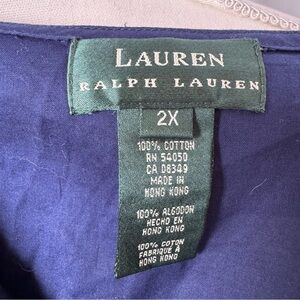 LAUREN
RALPH LAUREN
2X
100% COTTON
RN 54050
CA 08349
MADE IN
HONG KONG
100% ALGODON
HECHO EN
HONG KONG
100% COTON
FABRIQUE À
HONG KONG